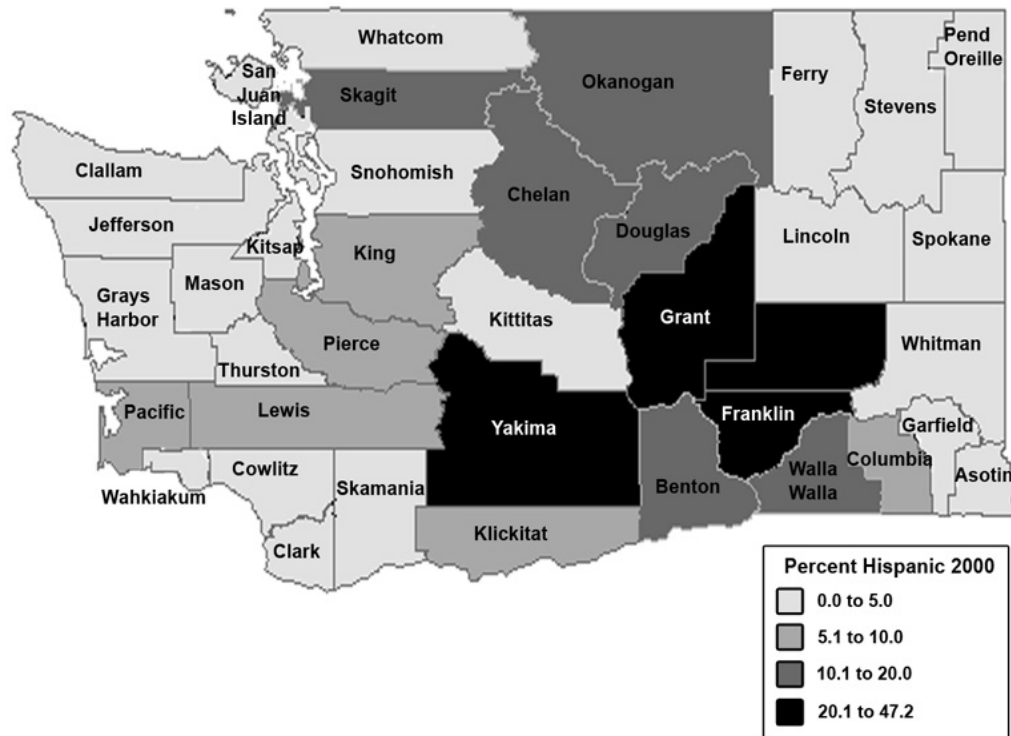 Whatcom
Pend
Oreille
San
Juan
Island
Skagit
Okanogan
Ferry
Stevens
Clallam
Snohomish
Chelan
Jefferson
Kitsap
King
Douglas
Lincoln
Spokane
Mason
Grays
Harbor
Kittitas
Grant
Pierce
Whitman
Thurston
Pacific
Lewis
Yakima
Franklin
Garfield
Cowlitz
Wahkiakum
Skamania
Benton
Walla
Walla
Columbia
Asotin
Clark
Klickitat
Percent Hispanic 2000
0.0 to 5.0
5.1 to 10.0
10.1 to 20.0
20.1 to 47.2